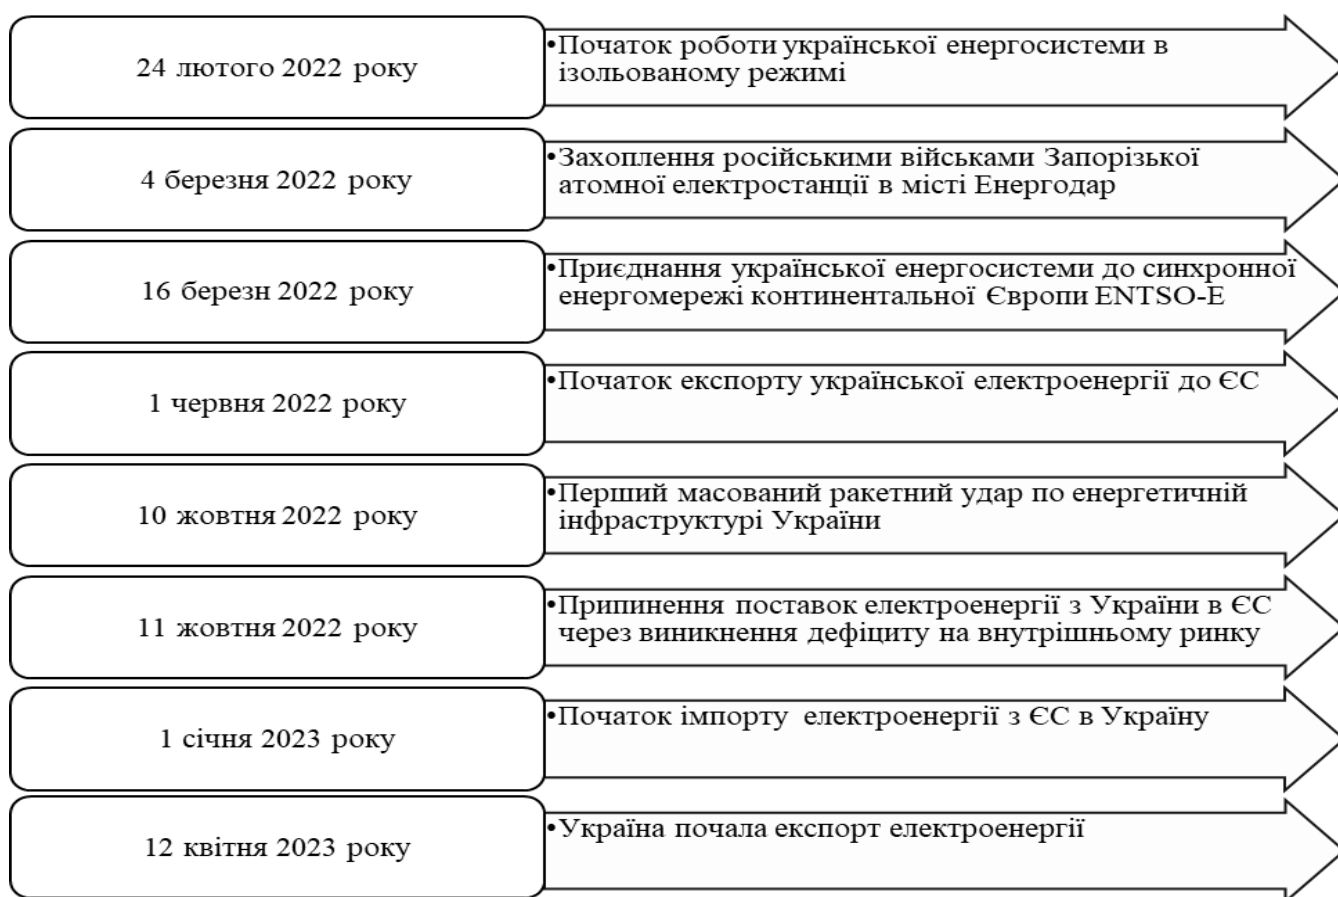 24 лютого 2022 року
•Початок роботи української енергосистеми в
ізольованому режимі
4 березня 2022 року
•Захоплення російськими військами Запорізької
атомної електростанції в місті Енергодар
16 березн 2022 року
•Приєднання української енергосистеми до синхронної
енергомережі континентальної Європи ENTSO-E
1 червня 2022 року
•Початок експорту української електроенергії до ЄС
10 жовтня 2022 року
•Перший масований ракетний удар по енергетичній
інфраструктурі України
11 жовтня 2022 року
•Припинення поставок електроенергії з України в ЄС
через виникнення дефіциту на внутрішньому ринку
1 січня 2023 року
•Початок імпорту електроенергії з ЄС в Україну
12 квітня 2023 року
•Україна почала експорт електроенергії